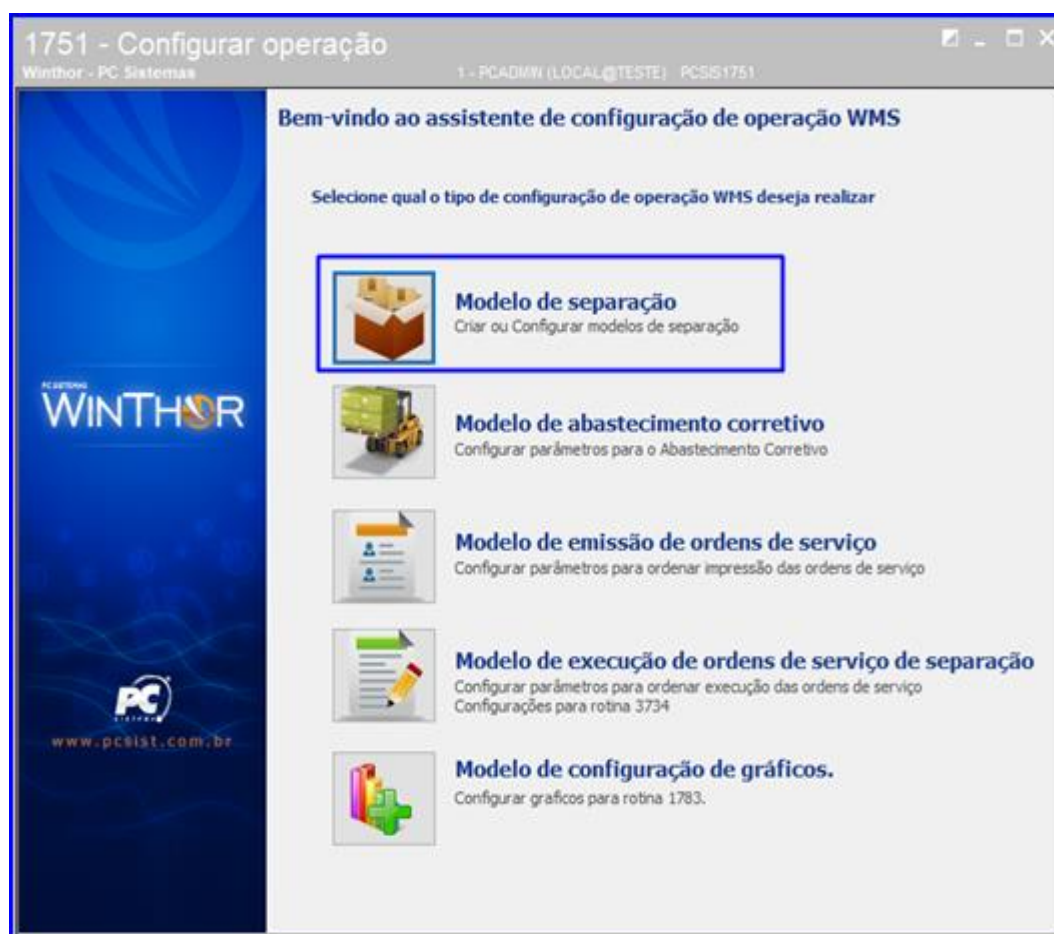 1751 - Configurar operação
Winthor - PC Sistemas
1 - PCADMIN (LOCAL@TESTE) PCSIS1751
Bem-vindo ao assistente de configuração de operação WMS
Selecione qual o tipo de configuração de operação WMS deseja realizar
Modelo de separação
Criar ou Configurar modelos de separação
PC SISTEMAS
WINTHOR
Modelo de abastecimento corretivo
Configurar parâmetros para o Abastecimento Corretivo
Modelo de emissão de ordens de serviço
Configurar parâmetros para ordenar impressão das ordens de serviço
Modelo de execução de ordens de serviço de separação
Configurar parâmetros para ordenar execução das ordens de serviço
Configurações para rotina 3734
PC
SISTEMAS
www.pcsist.com.br
Modelo de configuração de gráficos.
Configurar graficos para rotina 1783.